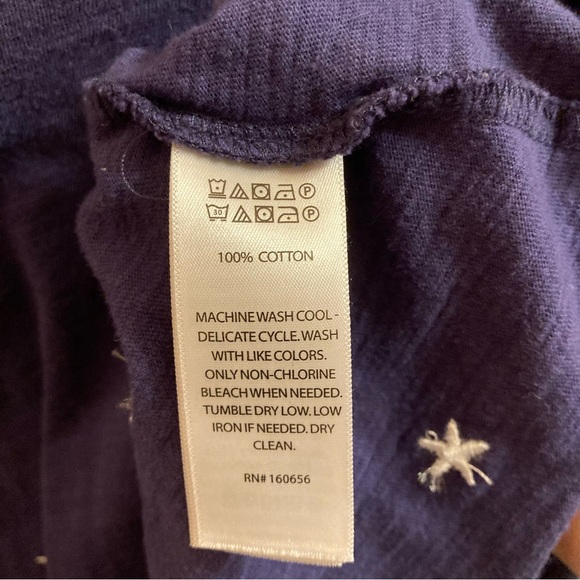 P
30 P
100% COTTON
MACHINE WASH COOL -
DELICATE CYCLE. WASH
WITH LIKE COLORS.
ONLY NON-CHLORINE
BLEACH WHEN NEEDED.
TUMBLE DRY LOW. LOW
IRON IF NEEDED. DRY
CLEAN.
RN# 160656